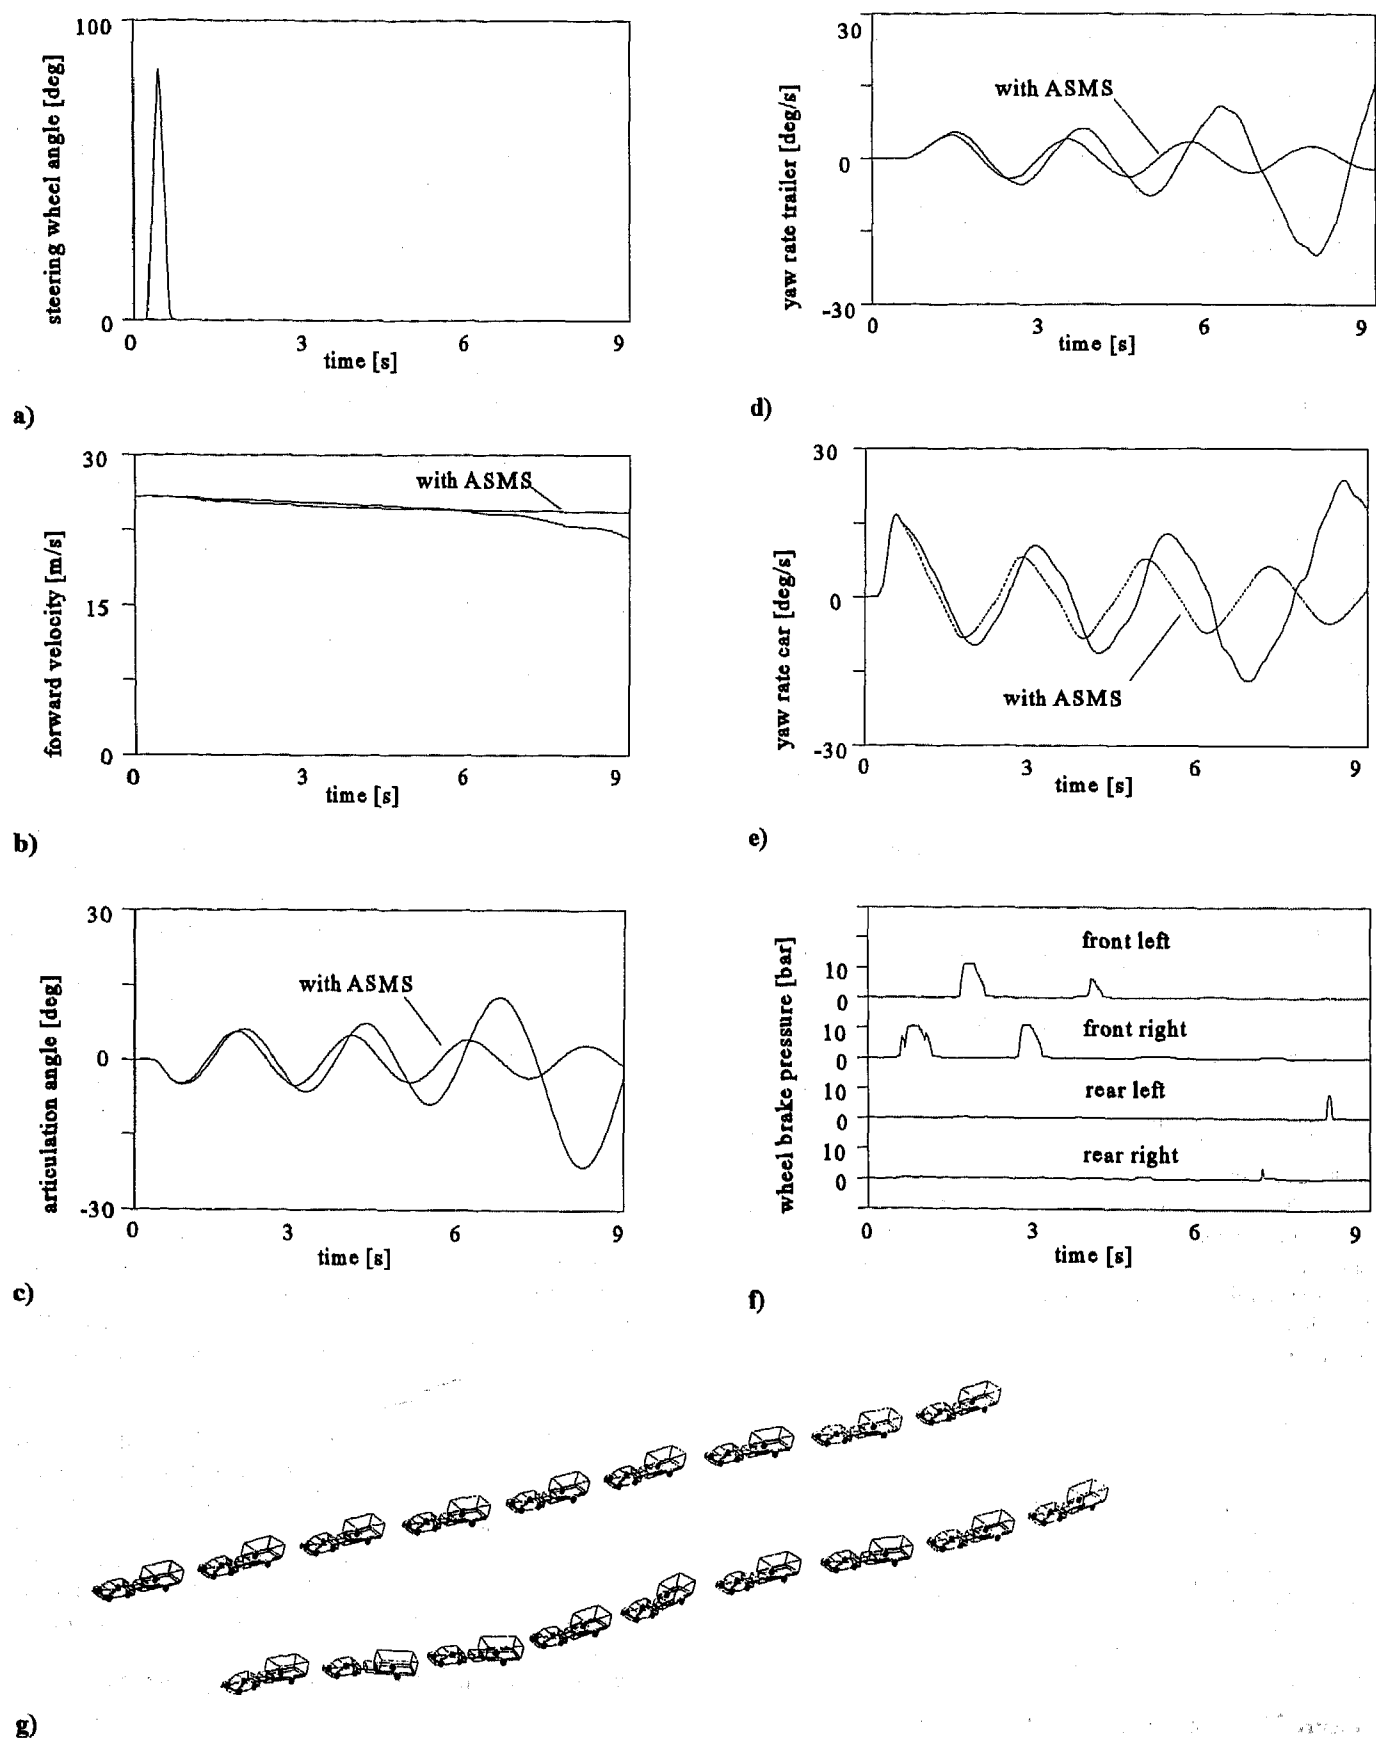 100
steering wheel angle [deg]
0
0 3 6 9
time [s]
a)
30
with ASMS
yaw rate trailer [deg/s]
0
-30
0 3 6 9
time [s]
d)
30
with ASMS
forward velocity [m/s]
15
0
0 3 6 9
time [s]
b)
30
yaw rate car [deg/s]
0
with ASMS
-30
0 3 6 9
time [s]
e)
30
with ASMS
articulation angle [deg]
0
-30
0 3 6 9
time [s]
c)
wheel brake pressure [bar]
front left
10
0
front right
10
0
rear left
10
0
rear right
10
0
0 3 6 9
time [s]
f)
g)